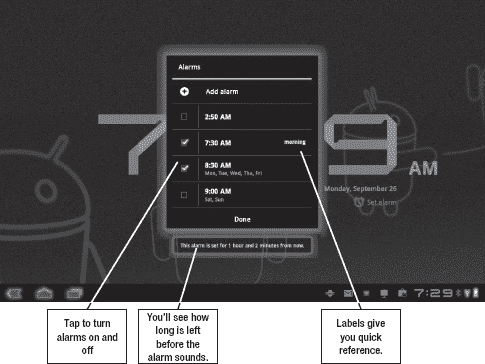 Alarms
Add alarm
2:50 AM
7:30 AM
morning
8:30 AM
Mon, Tue, Wed, Thu, Fri
9:00 AM
Sat, Sun
Done
This alarm is set for 1 hour and 2 minutes from now.
7
9
AM
Monday, September 26
Set alarm
7:29
Tap to turn
alarms on and
off
You'll see how
long is left
before the
alarm sounds.
Labels give
you quick
reference.